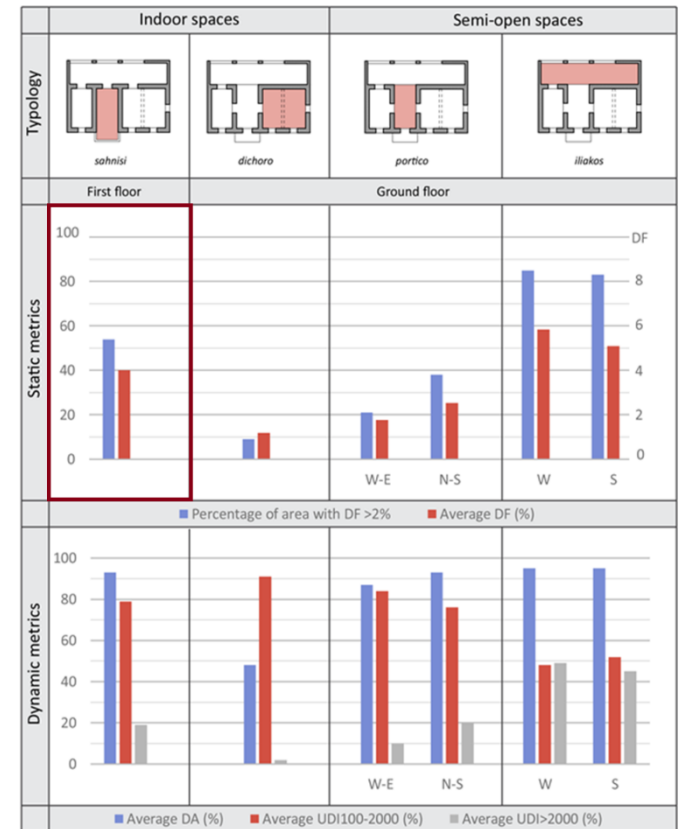 Indoor spaces Semi-open spaces
Typology
sahnisi dichoro portico iliakos
First floor Ground floor
Static metrics
100 DF
80 8
60 6
40 4
20 2
0 0
W-E N-S W S
Percentage of area with DF >2% Average DF (%)
Dynamic metrics
100
80
60
40
20
0
W-E N-S W S
Average DA (%) Average UDI100-2000 (%) Average UDI>2000 (%)